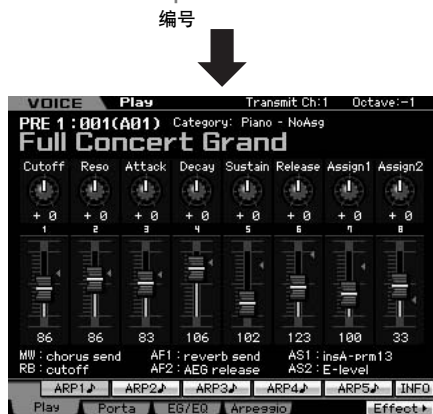 编号
VOICE Play Transmit Ch:1 Octave:-1
PRE 1:001(A01) Category: Piano - NoAsg
Full Concert Grand
Cutoff Reso Attack Decay Sustain Release Assign1 Assign2
+ 0 + 0 + 0 + 0 + 0 + 0 + 0 + 0
1 2 3 4 5 6 7 8
86 86 83 106 102 123 100 33
MW : chorus send AF1 : reverb send AS1 : insA-prm13
RB : cutoff AF2 : AEG release AS2 : E-level
ARP1♪ ARP2♪ ARP3♪ ARP4♪ ARP5♪ INFO
Play Porta EG/EQ Arpeggio Effect▶